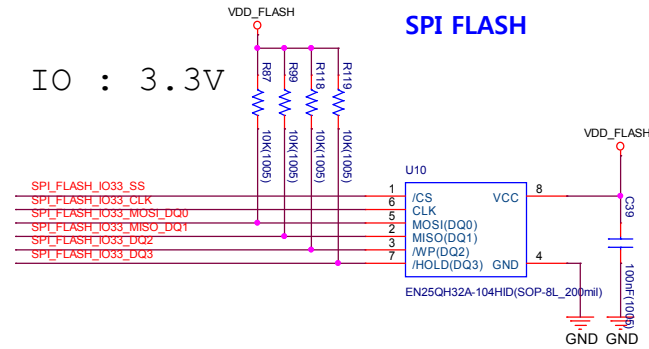 VDD_FLASH
SPI FLASH
IO : 3.3V
R87
R99
R118
R119
10K(1005)
10K(1005)
10K(1005)
10K(1005)
VDD_FLASH
U10
SPI_FLASH_IO33_SS
1
/CS
VCC
8
SPI_FLASH_IO33_CLK
6
CLK
SPI_FLASH_IO33_MOSI_DQ0
5
MOSI(DQ0)
SPI_FLASH_IO33_MISO_DQ1
2
MISO(DQ1)
SPI_FLASH_IO33_DQ2
3
/WP(DQ2)
SPI_FLASH_IO33_DQ3
7
/HOLD(DQ3)
GND
4
C39
100nF(1005)
EN25QH32A-104HID(SOP-8L_200mil)
GND
GND